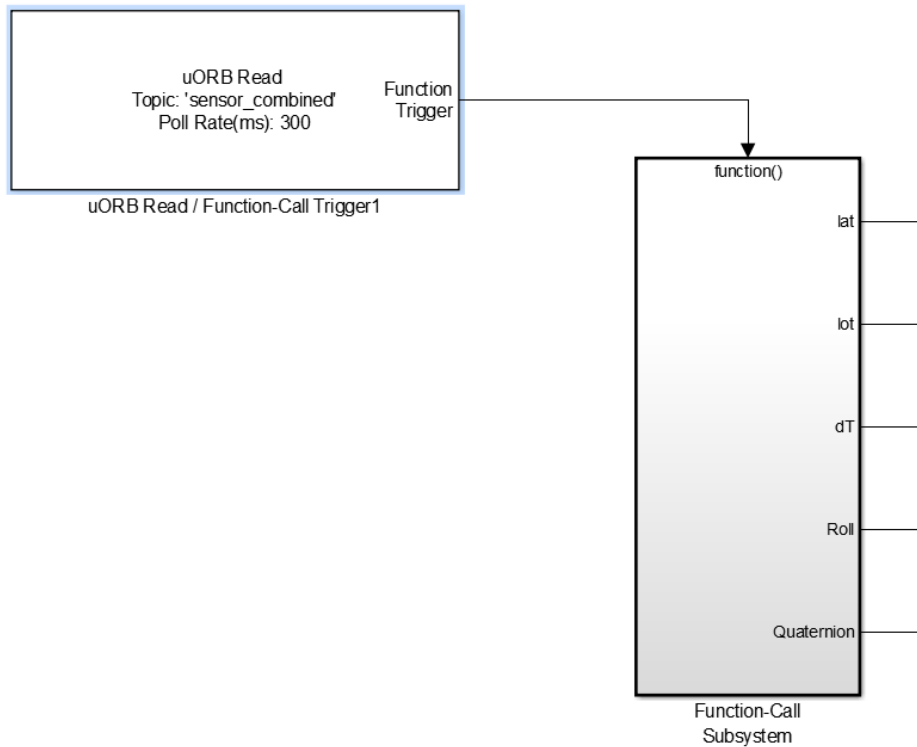 uORB Read
Topic: 'sensor_combined'
Poll Rate(ms): 300
Function
Trigger
uORB Read / Function-Call Trigger1
function()
lat
lot
dT
Roll
Quaternion
Function-Call
Subsystem